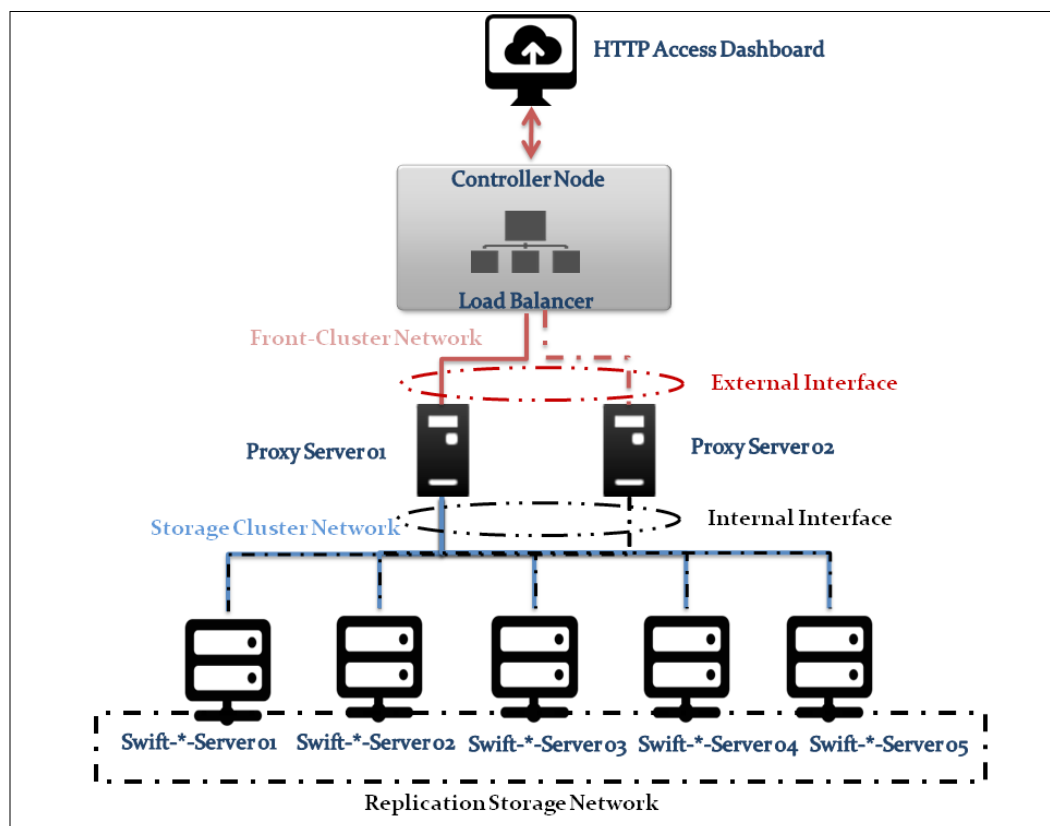 HTTP Access Dashboard
Controller Node
Load Balancer
Front-Cluster Network
External Interface
Proxy Server 01
Proxy Server 02
Storage Cluster Network
Internal Interface
Swift-*-Server 01
Swift-*-Server 02
Swift-*-Server 03
Swift-*-Server 04
Swift-*-Server 05
Replication Storage Network